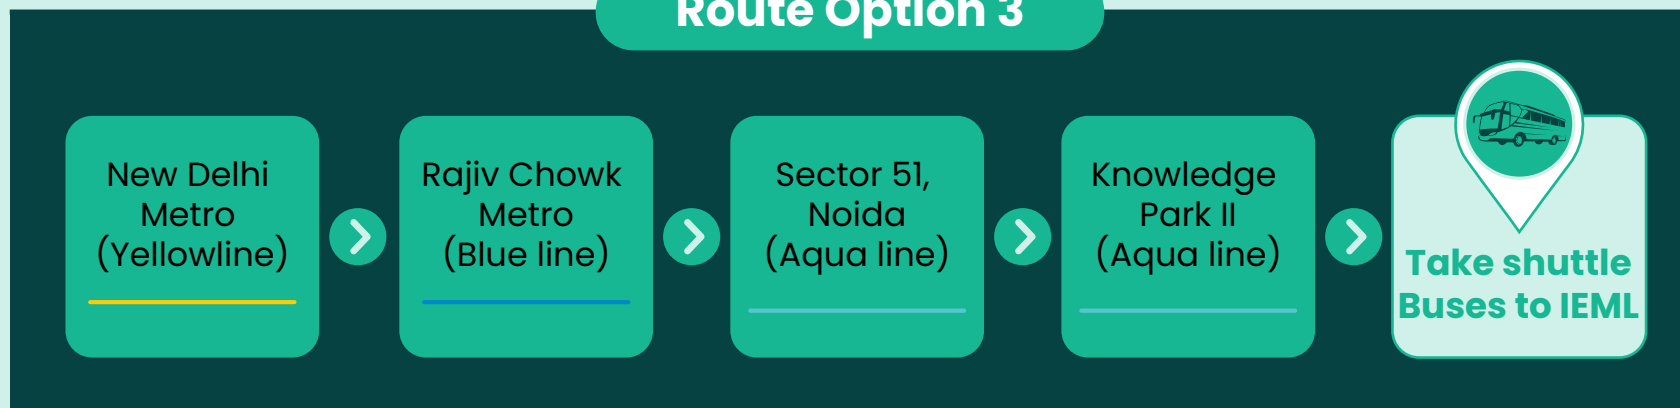 Route Option 3
New Delhi
Metro
(Yellowline)
Rajiv Chowk
Metro
(Blue line)
Sector 51,
Noida
(Aqua line)
Knowledge
Park II
(Aqua line)
Take shuttle
Buses to IEML